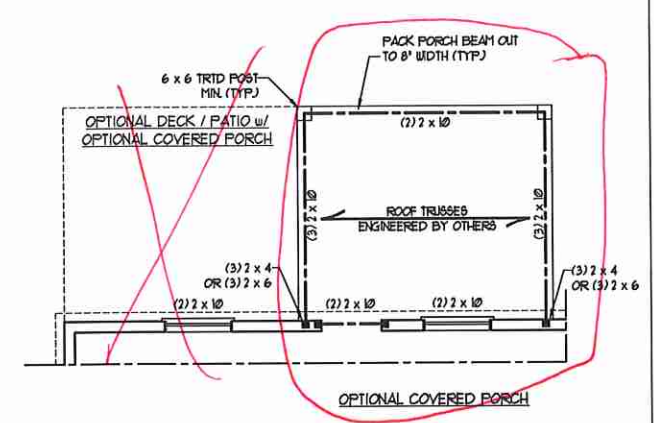 PACK PORCH BEAM OUT
TO 8" WIDTH (TYP.)
6 x 6 TRTD POST
MIN. (TYP.)
OPTIONAL DECK / PATIO w/
OPTIONAL COVERED PORCH
(2) 2 x 10
(3) 2 x 10
ROOF TRUSSES
ENGINEERED BY OTHERS
(3) 2 x 10
(3) 2 x 4
OR (3) 2 x 6
(3) 2 x 4
OR (3) 2 x 6
(2) 2 x 10
(2) 2 x 10
(2) 2 x 10
OPTIONAL COVERED PORCH